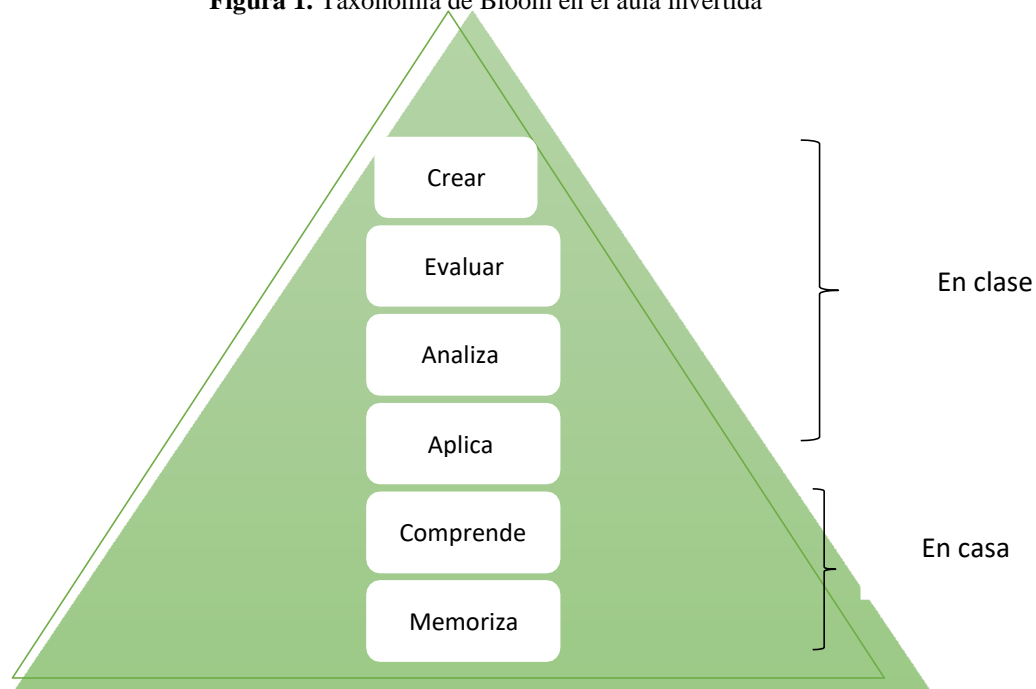 Figura 1. Taxonomía de Bloom en el aula invertida
Crear
Evaluar
Analiza
Aplica
Comprende
Memoriza
En clase
En casa